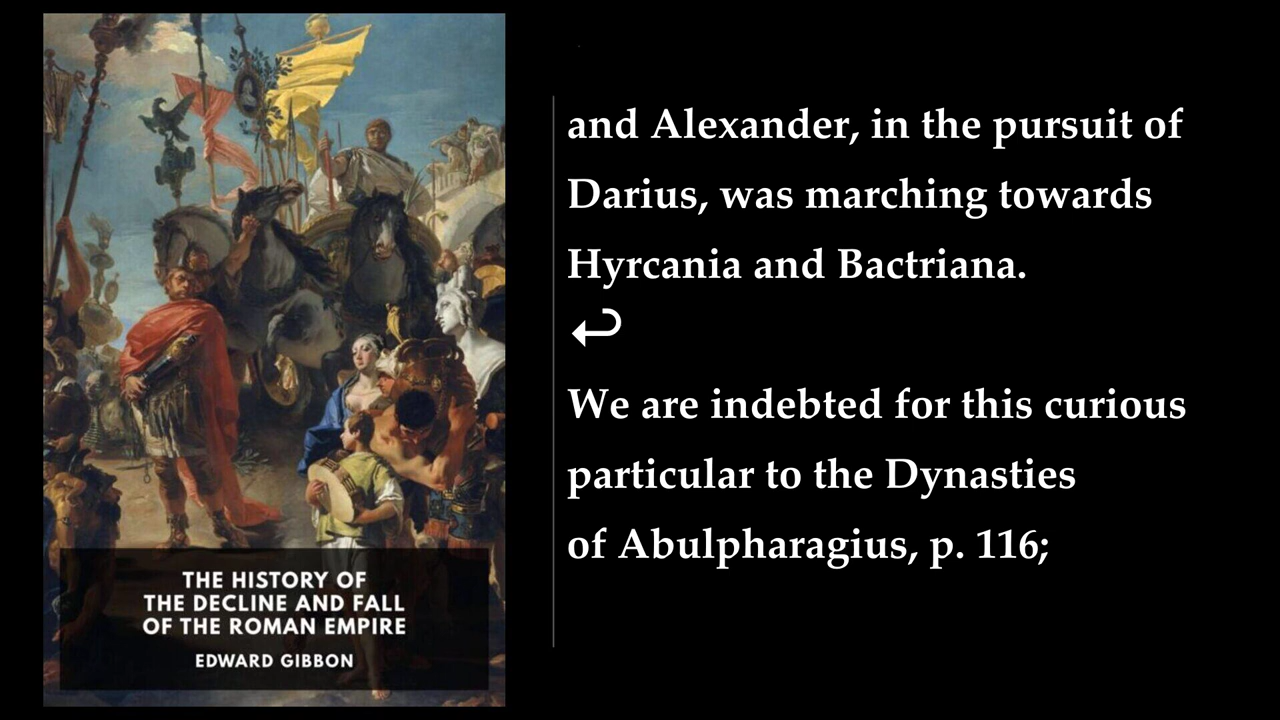 THE HISTORY OF
THE DECLINE AND FALL
OF THE ROMAN EMPIRE
EDWARD GIBBON
and Alexander, in the pursuit of
Darius, was marching towards
Hyrcania and Bactriana.
↩
We are indebted for this curious
particular to the Dynasties
of Abulpharagius, p. 116;